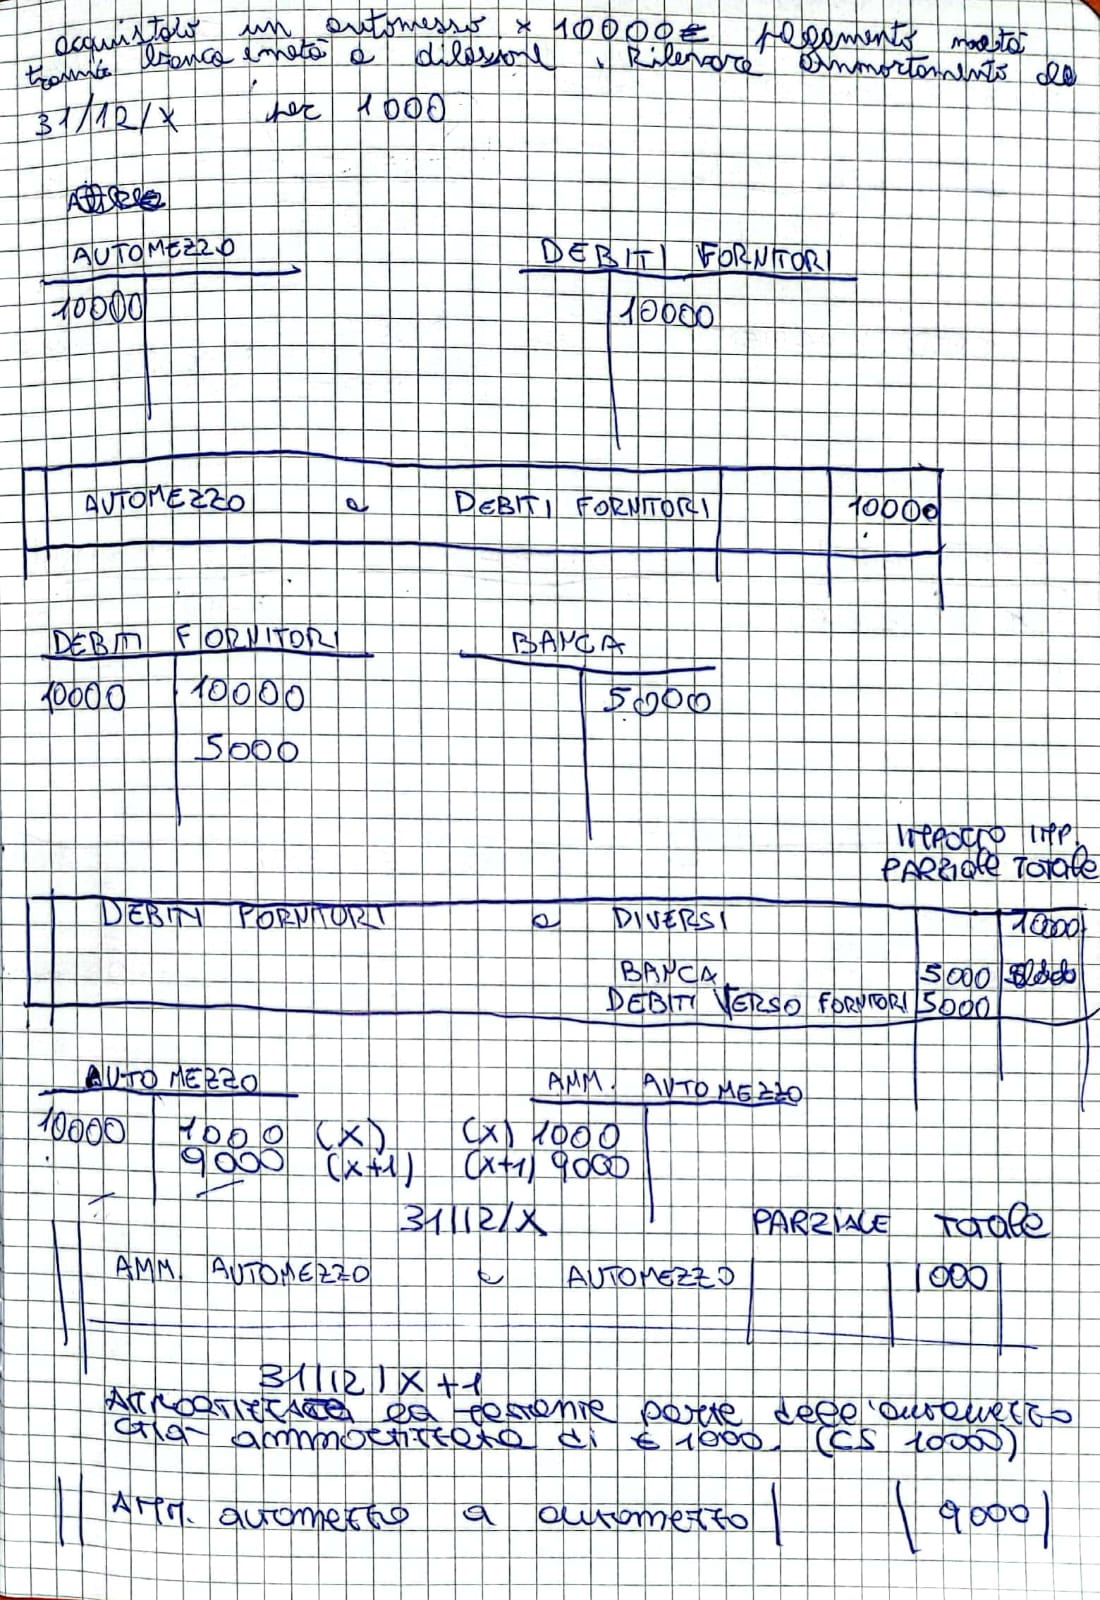 acquistato un automezzo x 10000€ pagamento metà
tramite banca e metà a dilazione. Rilevare ammortamento al
31/12/X per 1000
AUTOMEZZO DEBITI FORNITORI
10000 10000
AUTOMEZZO a DEBITI FORNITORI 10000
DEBITI FORNITORI BANCA
10000 10000 5000
5000
IMPORTO IMP.
PARZIALE TOTALE
DEBITI FORNITORI a DIVERSI 10000
BANCA 5000
DEBITI VERSO FORNITORI 5000
AUTOMEZZO AMM. AUTOMEZZO
10000 1000 (X) (X) 1000
9000 (X+1) (X+1) 9000
31/12/X PARZIALE TOTALE
AMM. AUTOMEZZO a AUTOMEZZO 1000
31/12/X+1
la restante parte dell'automezzo
già ammortizzato di € 1000. (CS 10000)
AMM. automezzo a automezzo 9000